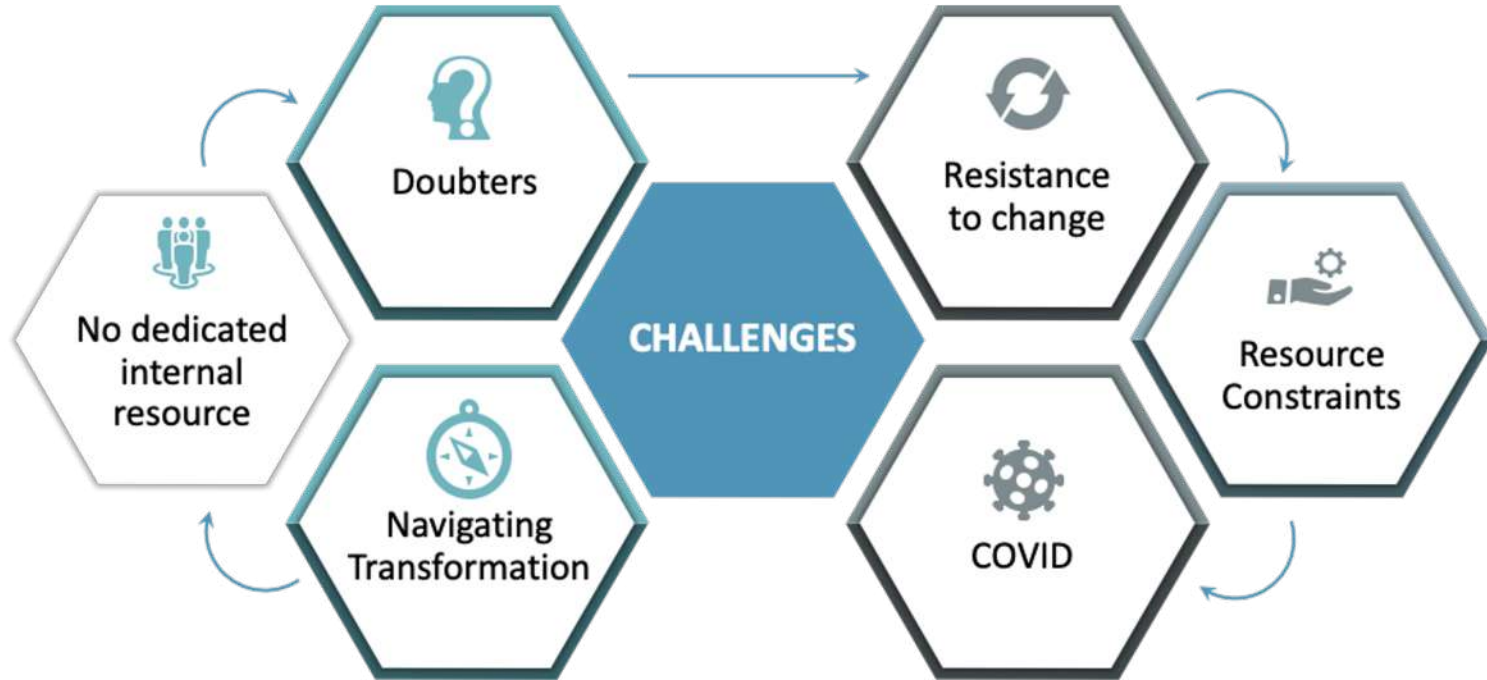 Doubters
Resistance
to change
No dedicated
internal
resource
CHALLENGES
Resource
Constraints
Navigating
Transformation
COVID